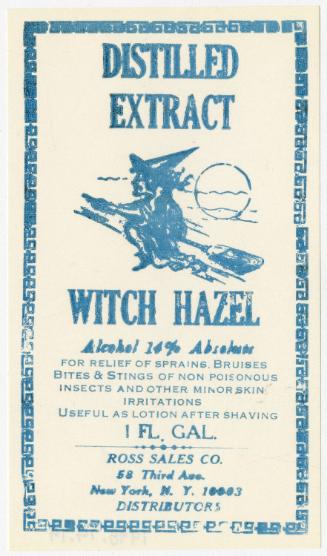 DISTILLED
EXTRACT
WITCH HAZEL
Alcohol 14% Absolute
FOR RELIEF OF SPRAINS, BRUISES
BITES & STINGS OF NON POISONOUS
INSECTS AND OTHER MINOR SKIN
IRRITATIONS
USEFUL AS LOTION AFTER SHAVING
1 FL. GAL.
ROSS SALES CO.
58 Third Ave.
New York, N. Y. 10003
DISTRIBUTORS